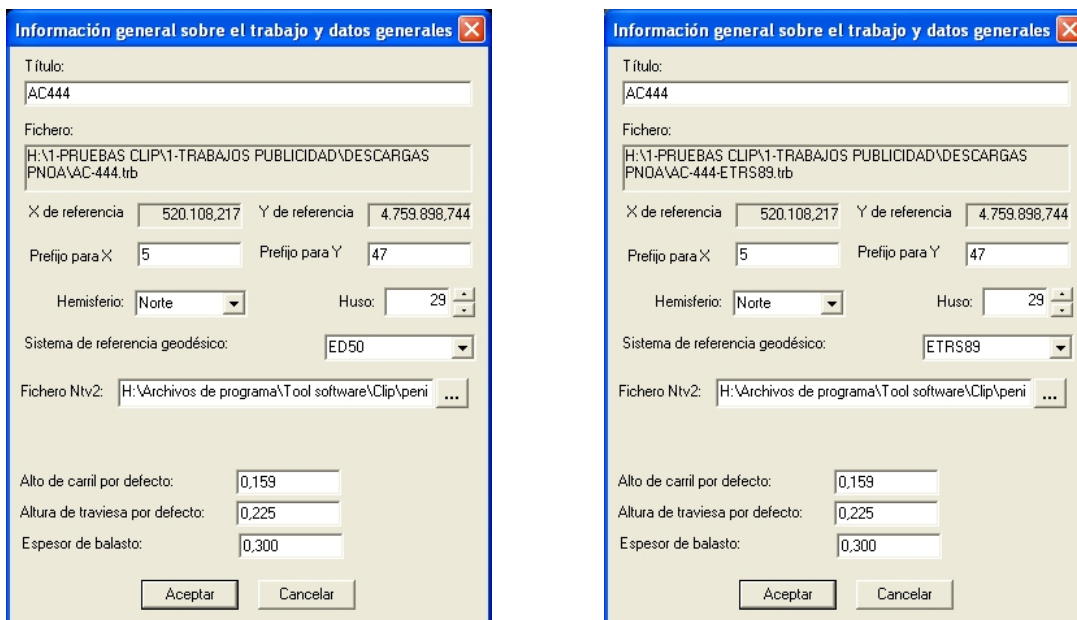 Información general sobre el trabajo y datos generales
Título:
AC444
Fichero:
H:\1-PRUEBAS CLIP\1-TRABAJOS PUBLICIDAD\DESCARGAS
PNOA\AC-444.trb
X de referencia 520.108,217 Y de referencia 4.759.898,744
Prefijo para X 5 Prefijo para Y 47
Hemisferio: Norte Huso: 29
Sistema de referencia geodésico: ED50
Fichero Ntv2: H:\Archivos de programa\Tool software\Clip\peni ...
Alto de carril por defecto: 0,159
Altura de traviesa por defecto: 0,225
Espesor de balasto: 0,300
Aceptar Cancelar
Información general sobre el trabajo y datos generales
Título:
AC444
Fichero:
H:\1-PRUEBAS CLIP\1-TRABAJOS PUBLICIDAD\DESCARGAS
PNOA\AC-444-ETRS89.trb
X de referencia 520.108,217 Y de referencia 4.759.898,744
Prefijo para X 5 Prefijo para Y 47
Hemisferio: Norte Huso: 29
Sistema de referencia geodésico: ETRS89
Fichero Ntv2: H:\Archivos de programa\Tool software\Clip\peni ...
Alto de carril por defecto: 0,159
Altura de traviesa por defecto: 0,225
Espesor de balasto: 0,300
Aceptar Cancelar